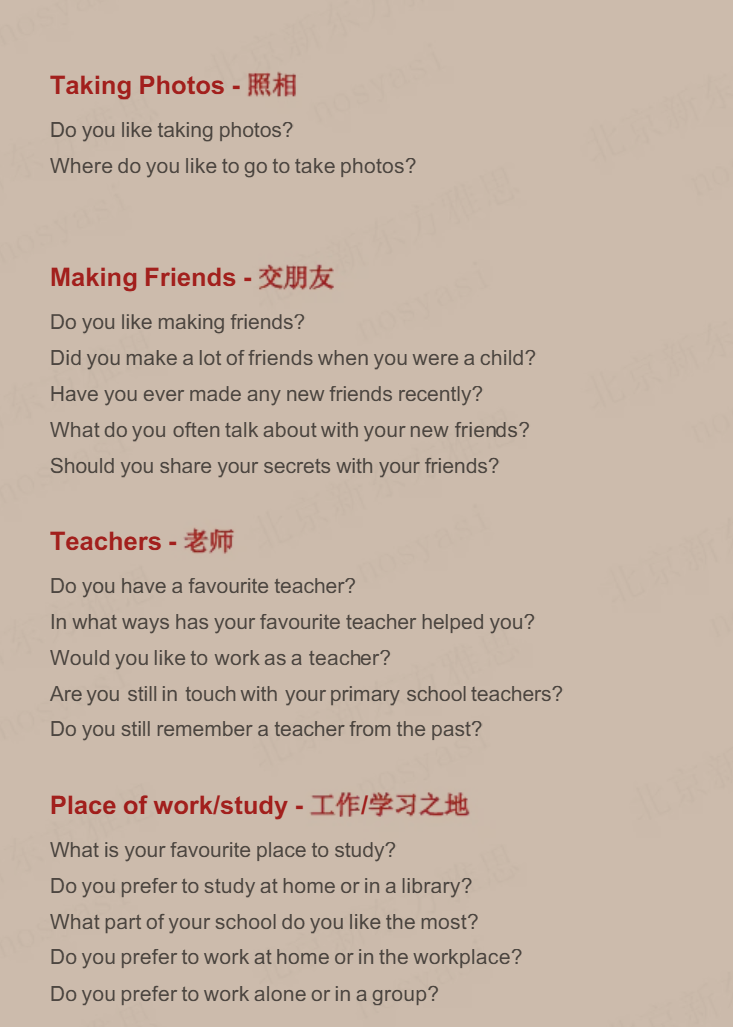 Taking Photos - 照相
Do you like taking photos?
Where do you like to go to take photos?
Making Friends - 交朋友
Do you like making friends?
Did you make a lot of friends when you were a child?
Have you ever made any new friends recently?
What do you often talk about with your new friends?
Should you share your secrets with your friends?
Teachers - 老师
Do you have a favourite teacher?
In what ways has your favourite teacher helped you?
Would you like to work as a teacher?
Are you still in touch with your primary school teachers?
Do you still remember a teacher from the past?
Place of work/study - 工作/学习之地
What is your favourite place to study?
Do you prefer to study at home or in a library?
What part of your school do you like the most?
Do you prefer to work at home or in the workplace?
Do you prefer to work alone or in a group?
北京新东方雅思
nosyasi